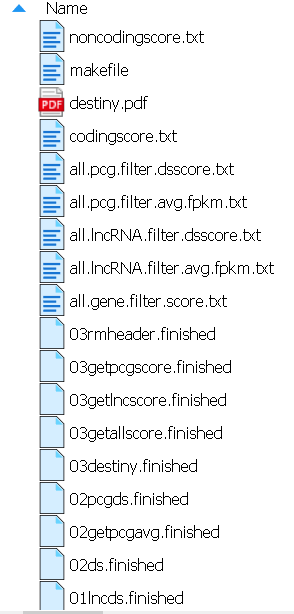 Name
noncodingscore.txt
makefile
PDF destiny.pdf
codingscore.txt
all.pcg.filter.dsscore.txt
all.pcg.filter.avg.fpkm.txt
all.lncRNA.filter.dsscore.txt
all.lncRNA.filter.avg.fpkm.txt
all.gene.filter.score.txt
03rmheader.finished
03getpcgscore.finished
03getlncscore.finished
03getallscore.finished
03destiny.finished
02pcgds.finished
02getpcgavg.finished
02ds.finished
01lncds.finished